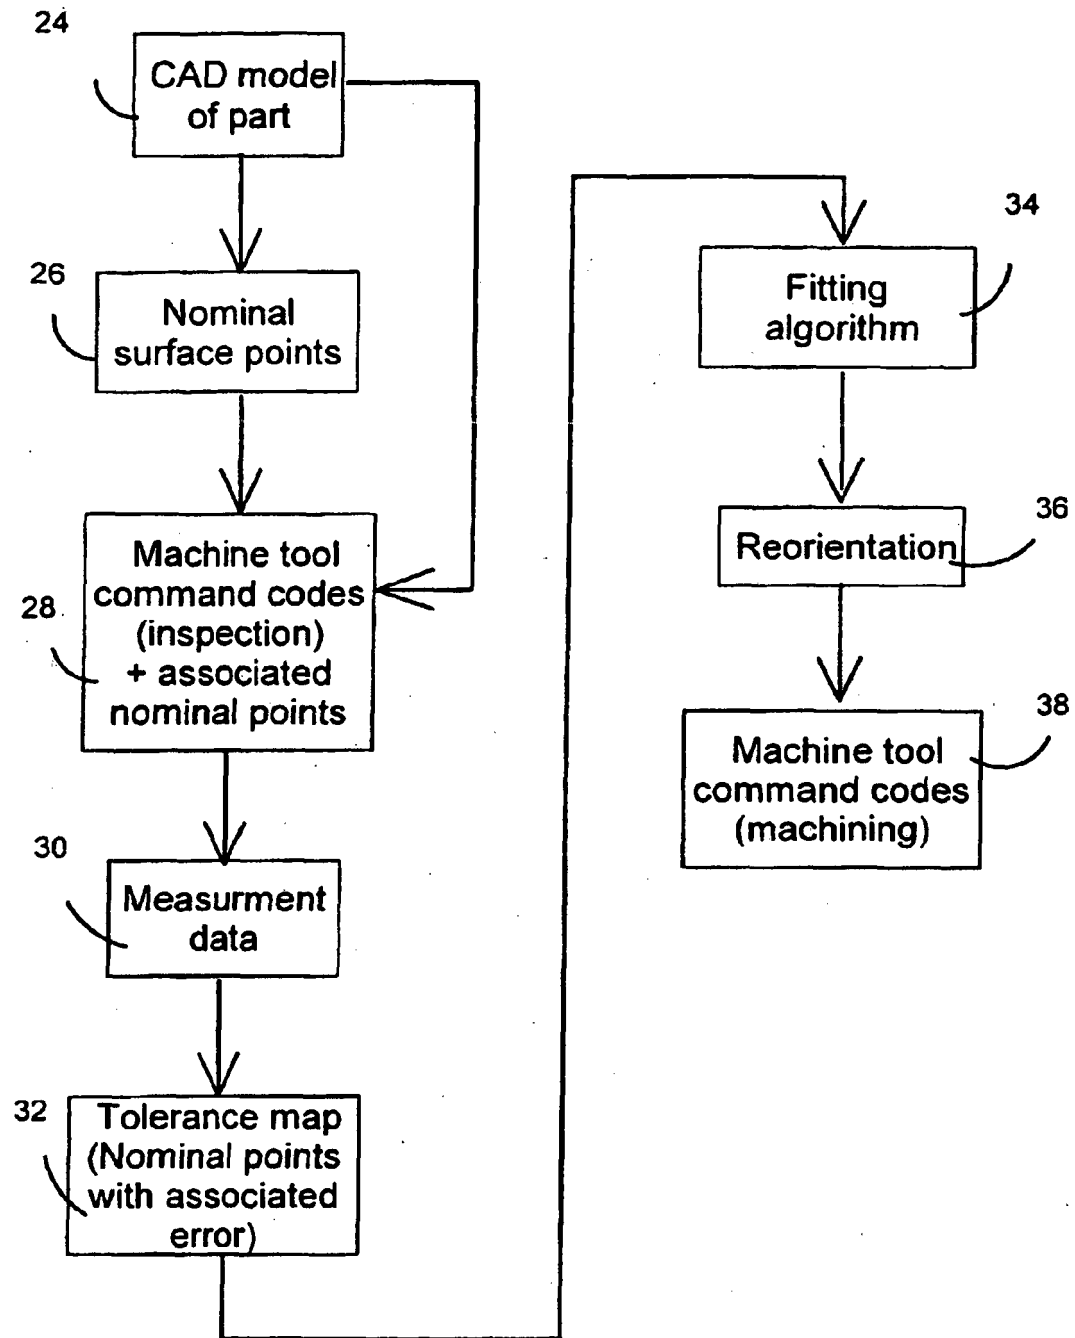 24
CAD model
of part
26
Nominal
surface points
28
Machine tool
command codes
(inspection)
+ associated
nominal points
30
Measurment
data
32
Tolerance map
(Nominal points
with associated
error)
34
Fitting
algorithm
36
Reorientation
38
Machine tool
command codes
(machining)